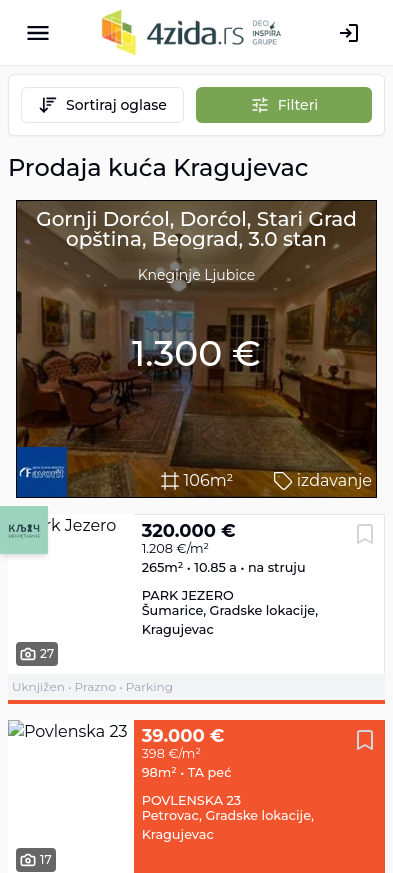 4zida.rs
DEO
INSPIRA
GRUPE
Sortiraj oglase
Filteri
Prodaja kuća Kragujevac
Gornji Dorćol, Dorćol, Stari Grad
opština, Beograd, 3.0 stan
Kneginje Ljubice
1.300 €
Favorit
106m²
izdavanje
КЉУЧ
НЕКРЕТНИНЕ
rk Jezero
320.000 €
1.208 €/m²
265m² • 10.85 a • na struju
PARK JEZERO
Šumarice, Gradske lokacije,
Kragujevac
27
Uknjižen • Prazno • Parking
Povlenska 23
39.000 €
398 €/m²
98m² • TA peć
POVLENSKA 23
Petrovac, Gradske lokacije,
Kragujevac
17